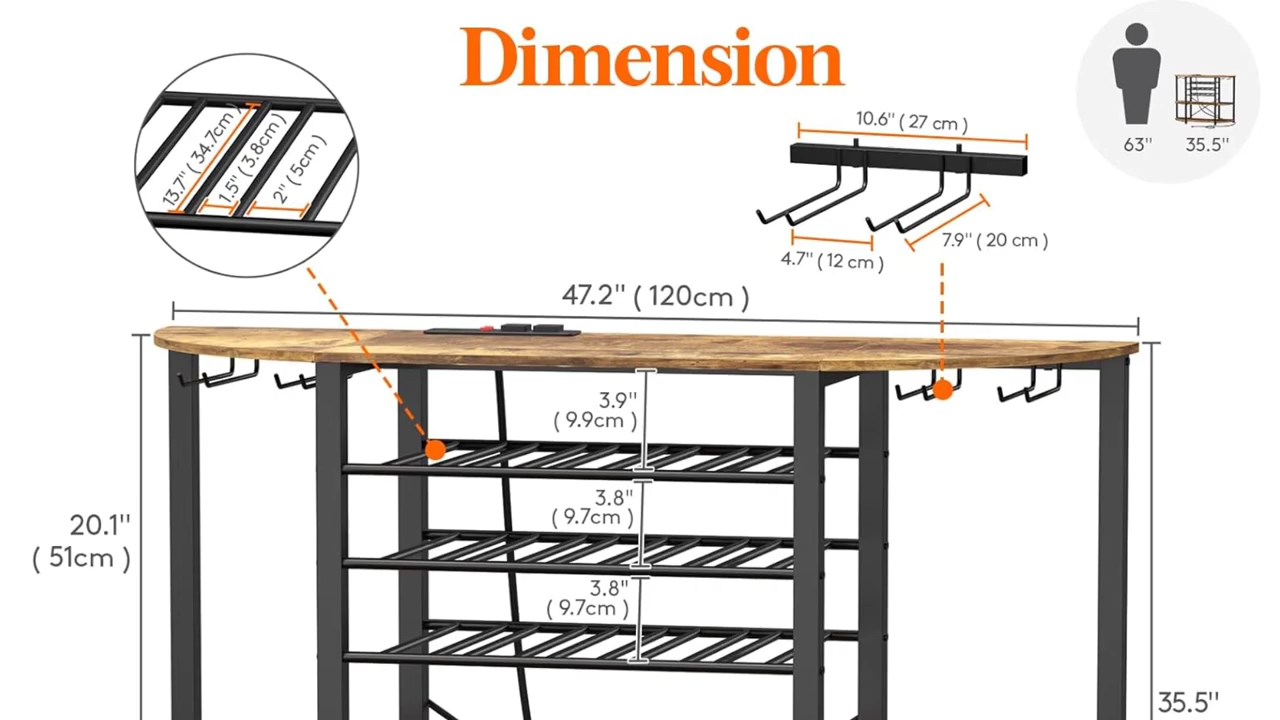 Dimension
13.7" ( 34.7cm )
1.5" ( 3.8cm)
2" ( 5cm)
10.6" ( 27 cm )
4.7" ( 12 cm )
7.9" ( 20 cm )
63"
35.5"
47.2" ( 120cm )
3.9"
( 9.9cm )
3.8"
( 9.7cm )
3.8"
( 9.7cm )
20.1"
( 51cm )
35.5"